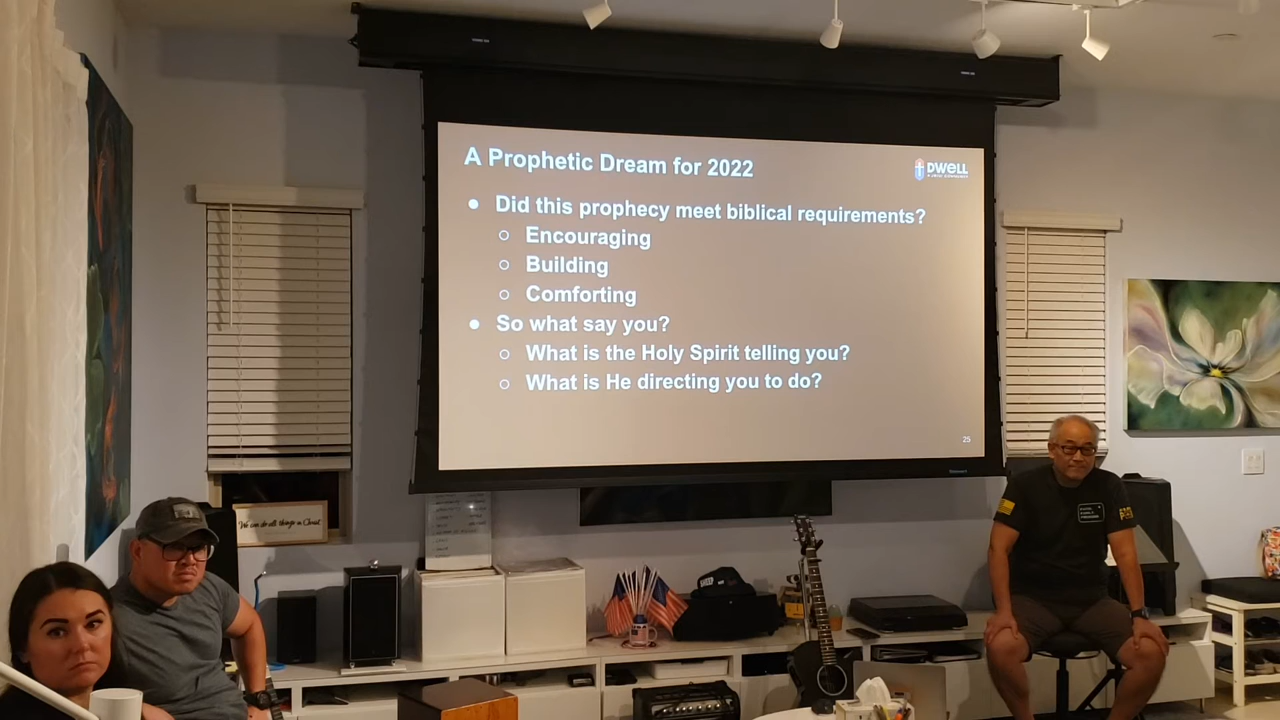 A Prophetic Dream for 2022
DWELL
Did this prophecy meet biblical requirements?
Encouraging
Building
Comforting
So what say you?
What is the Holy Spirit telling you?
What is He directing you to do?
25
We can do all things in Christ